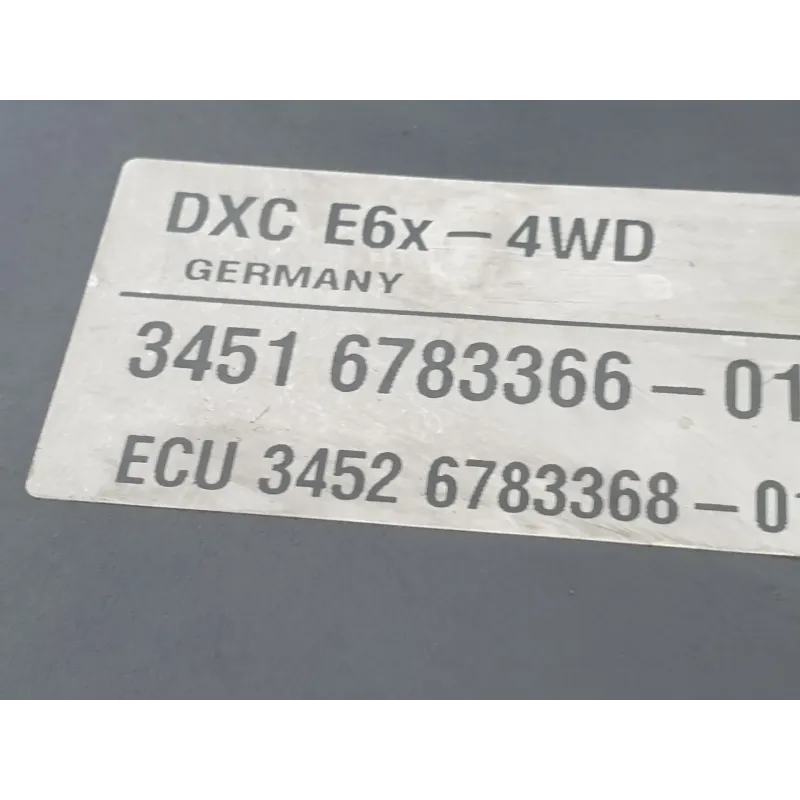 DXC E6x – 4WD
GERMANY
3451 6783366 – 01
ECU 3452 6783368 – 01